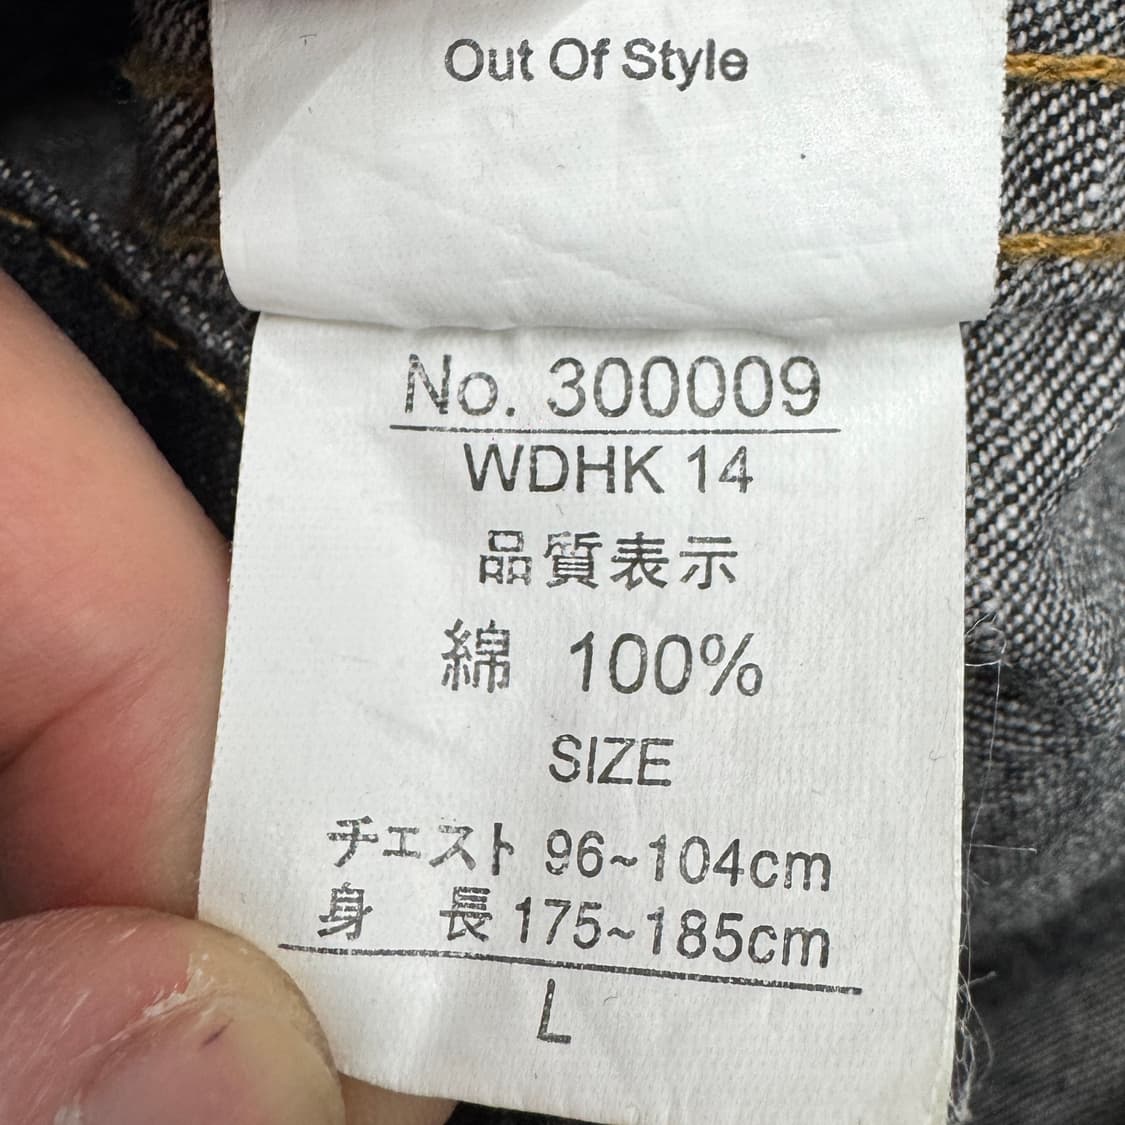 Out Of Style
No. 300009
WDHK 14
品質表示
綿 100%
SIZE
チェスト 96~104cm
身 長 175~185cm
L